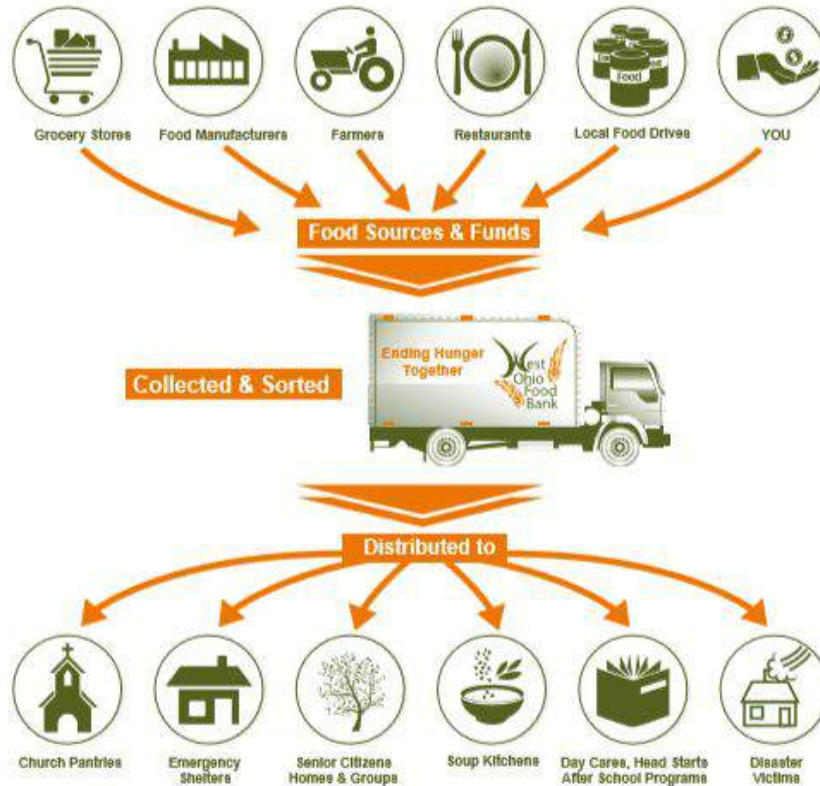 Grocery Stores
Food Manufacturers
Farmers
Restaurants
Food
Local Food Drives
YOU
Food Sources & Funds
Ending Hunger
Together
West
Ohio
Food
Bank
Collected & Sorted
Distributed to
Church Pantries
Emergency
Shelters
Senior Citizens
Homes & Groups
Soup Kitchens
Day Cares, Head Starts
After School Programs
Disaster
Victims